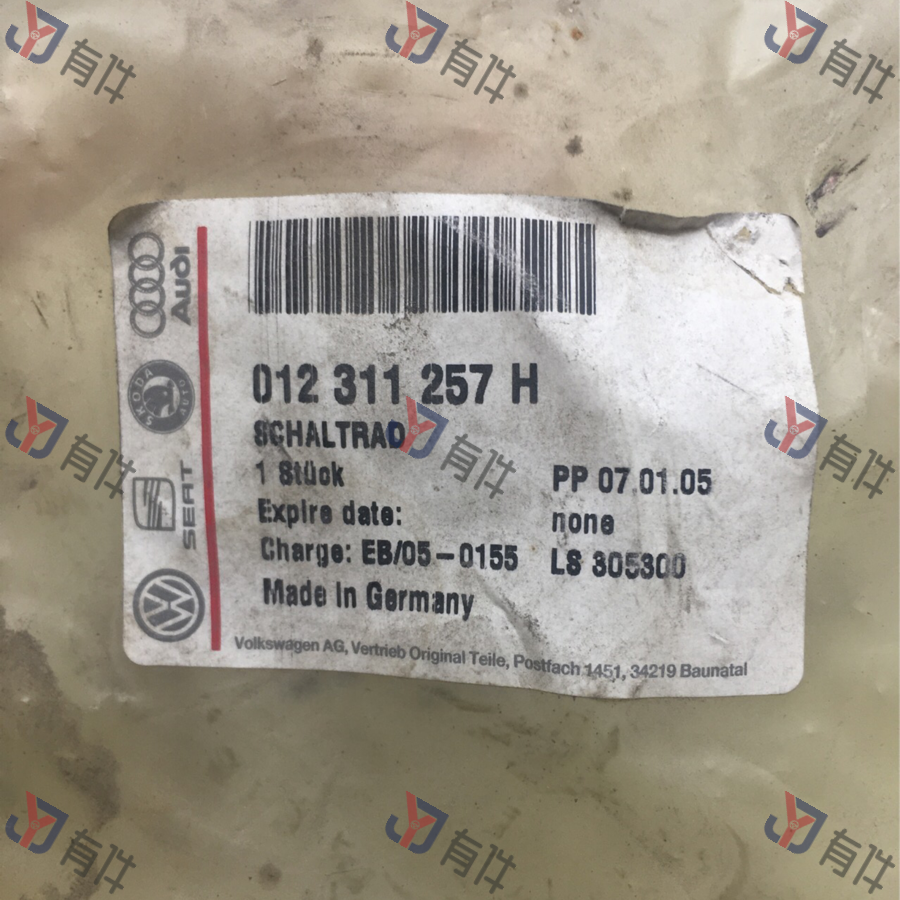 有件
有件
有件
Audi
SKODA
AUTO
SEAT
012 311 257 H
SCHALTRAD
1 Stück PP 07.01.05
Expire date: none
Charge: EB/05-0155 LS 305300
Made in Germany
Volkswagen AG, Vertrieb Original Teile, Postfach 1451, 34219 Baunatal
有件
有件
有件
有件
有件
有件